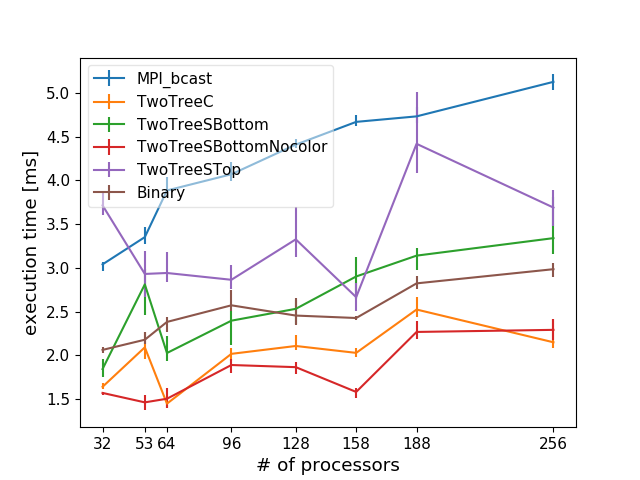 MPI_bcast
TwoTreeC
TwoTreeSBottom
TwoTreeSBottomNocolor
TwoTreeSTop
Binary
execution time [ms]
5.0
4.5
4.0
3.5
3.0
2.5
2.0
1.5
32 53 64 96 128 158 188 256
# of processors